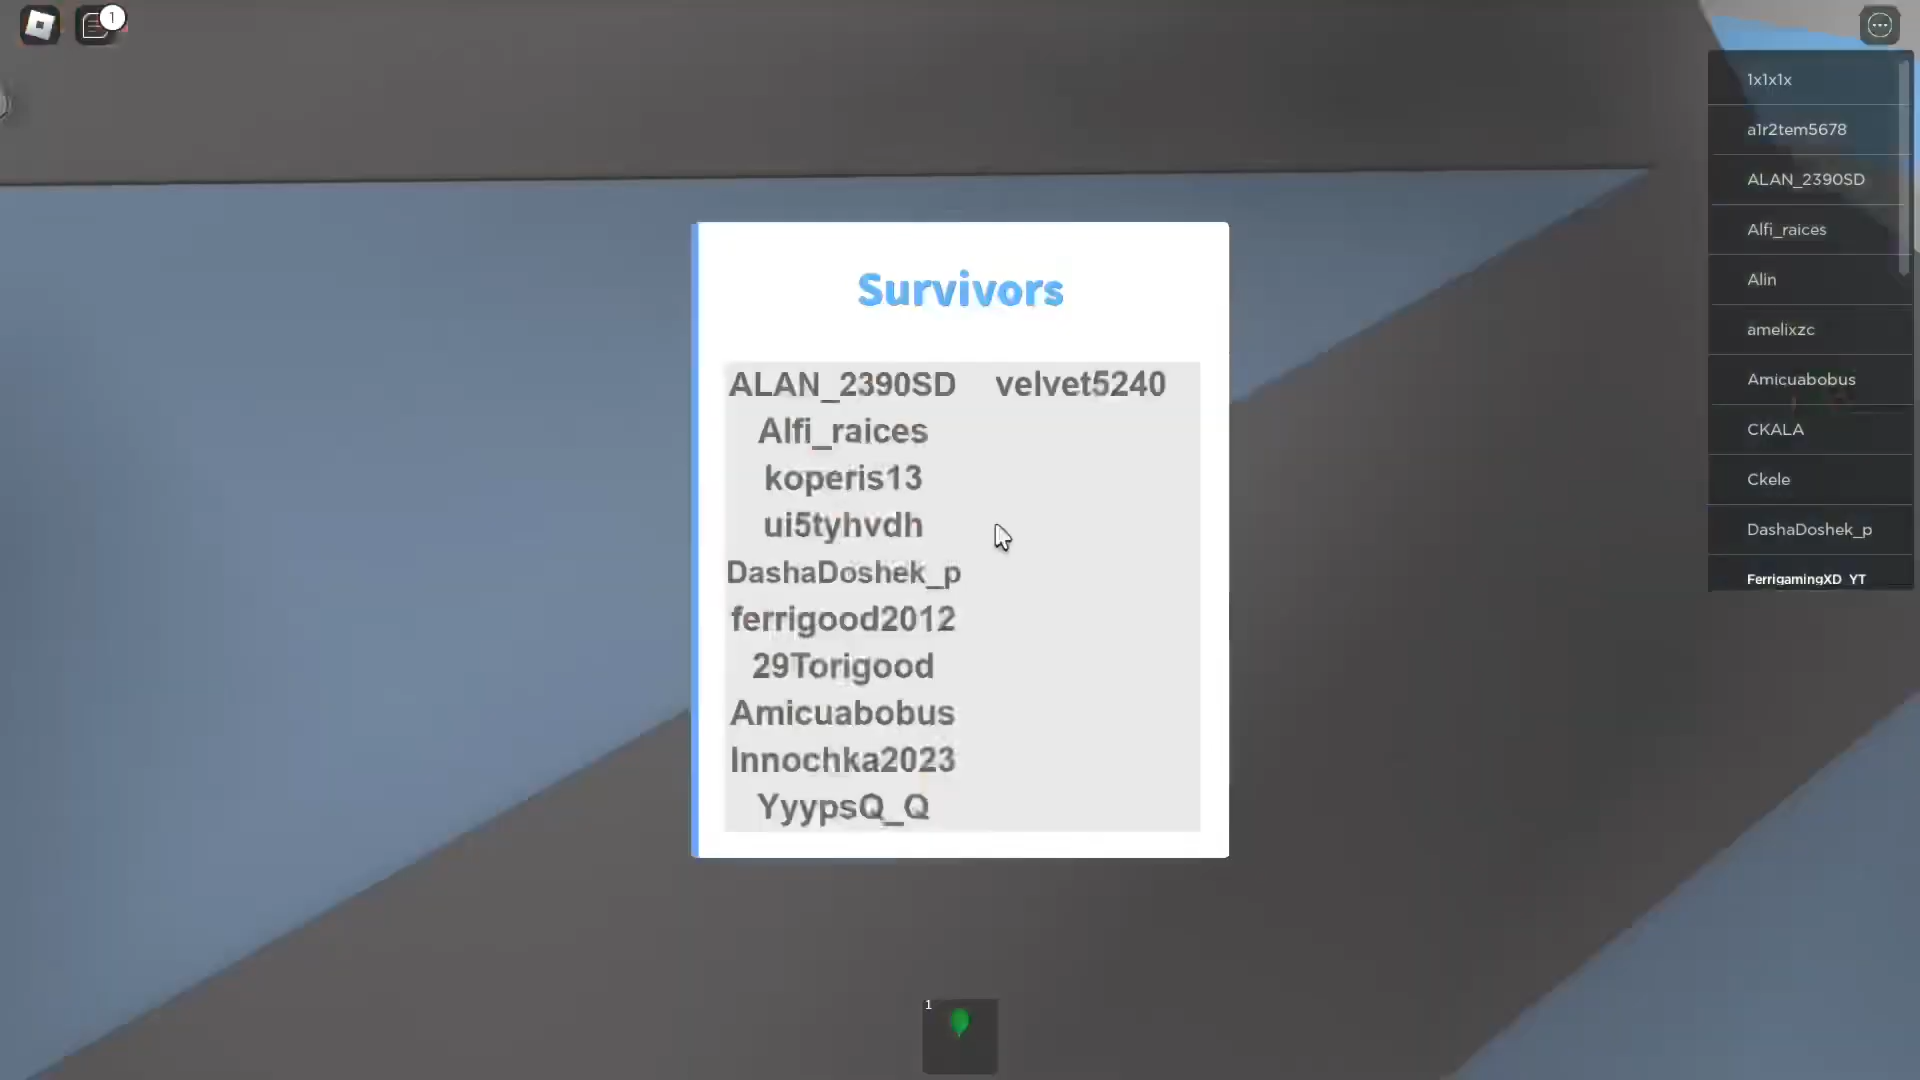 1
1x1x1x
a1r2tem5678
ALAN_2390SD
Alfi_raices
Alin
amelixzc
Amicuabobus
CKALA
Ckele
DashaDoshek_p
FerrigamingXD_YT
Survivors
ALAN_2390SD velvet5240
Alfi_raices
koperis13
ui5tyhvdh
DashaDoshek_p
ferrigood2012
29Torigood
Amicuabobus
Innochka2023
YyypsQ_Q
1